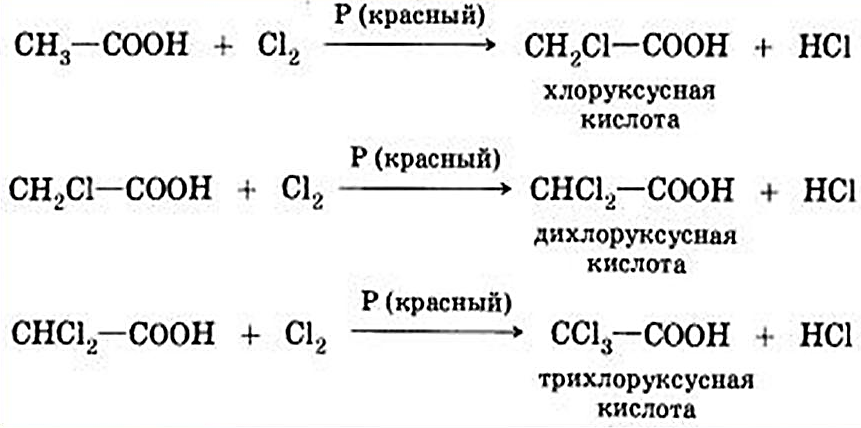 P (красный)
CH₃—COOH + Cl₂ ⟶ CH₂Cl—COOH + HCl
хлоруксусная
кислота
P (красный)
CH₂Cl—COOH + Cl₂ ⟶ CHCl₂—COOH + HCl
дихлоруксусная
кислота
P (красный)
CHCl₂—COOH + Cl₂ ⟶ CCl₃—COOH + HCl
трихлоруксусная
кислота